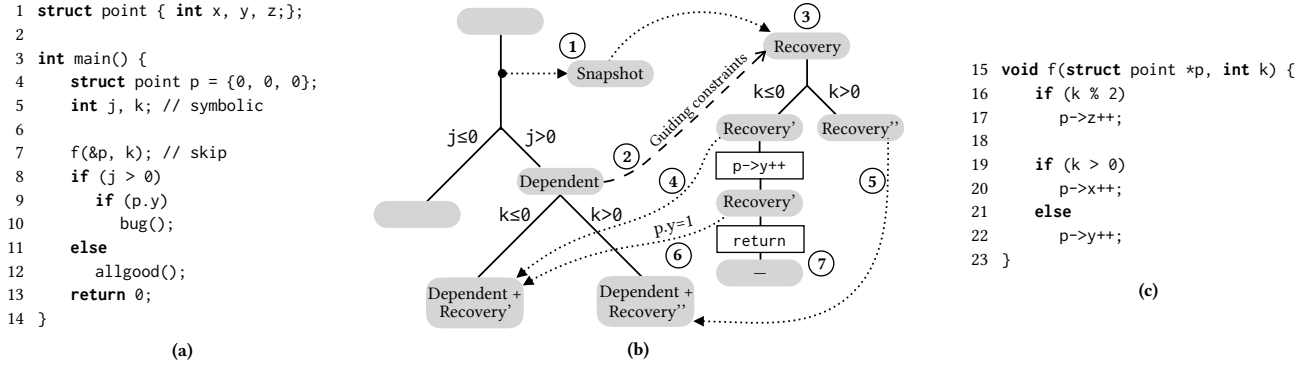 1 struct point { int x, y, z;};
2
3 int main() {
4 struct point p = {0, 0, 0};
5 int j, k; // symbolic
6
7 f(&p, k); // skip
8 if (j > 0)
9 if (p.y)
10 bug();
11 else
12 allgood();
13 return 0;
14 }
(a)
1
Snapshot
j≤0
j>0
2
Dependent
k≤0
k>0
Dependent +
Recovery'
Dependent +
Recovery''
Guiding constraints
3
Recovery
k≤0
k>0
Recovery'
Recovery''
p->y++
4
5
Recovery'
p.y=1
return
6
7
—
(b)
15 void f(struct point *p, int k) {
16 if (k % 2)
17 p->z++;
18
19 if (k > 0)
20 p->x++;
21 else
22 p->y++;
23 }
(c)